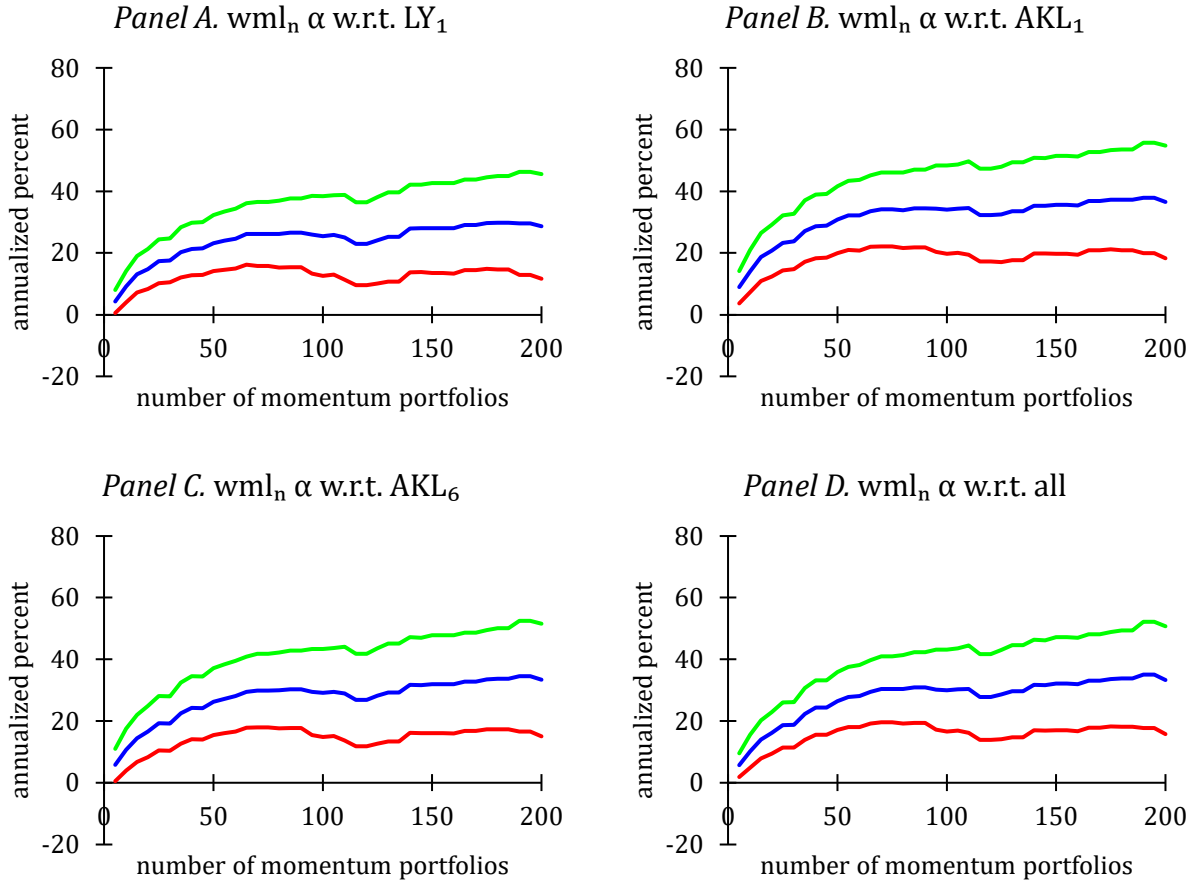 Panel A. wmlₙ α w.r.t. LY₁
annualized percent
80
60
40
20
0
-20
0 50 100 150 200
number of momentum portfolios
Panel B. wmlₙ α w.r.t. AKL₁
annualized percent
80
60
40
20
0
-20
0 50 100 150 200
number of momentum portfolios
Panel C. wmlₙ α w.r.t. AKL₆
annualized percent
80
60
40
20
0
-20
0 50 100 150 200
number of momentum portfolios
Panel D. wmlₙ α w.r.t. all
annualized percent
80
60
40
20
0
-20
0 50 100 150 200
number of momentum portfolios